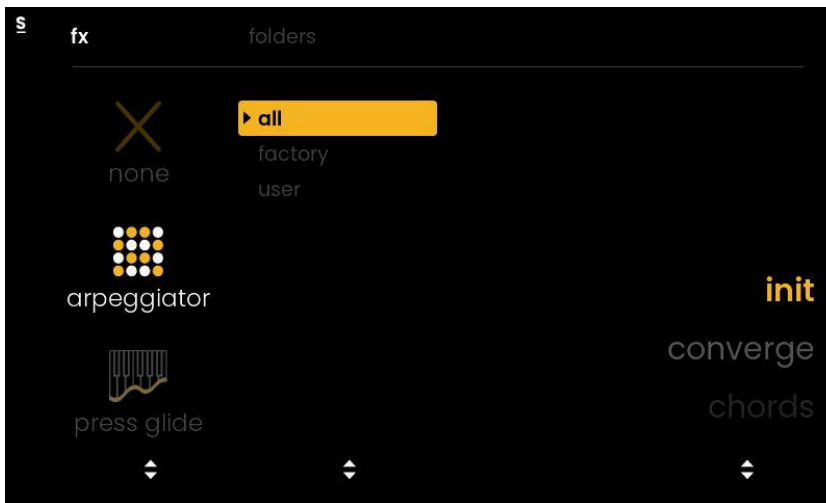 S
fx folders
none
all
factory
user
arpeggiator
press glide
init
converge
chords